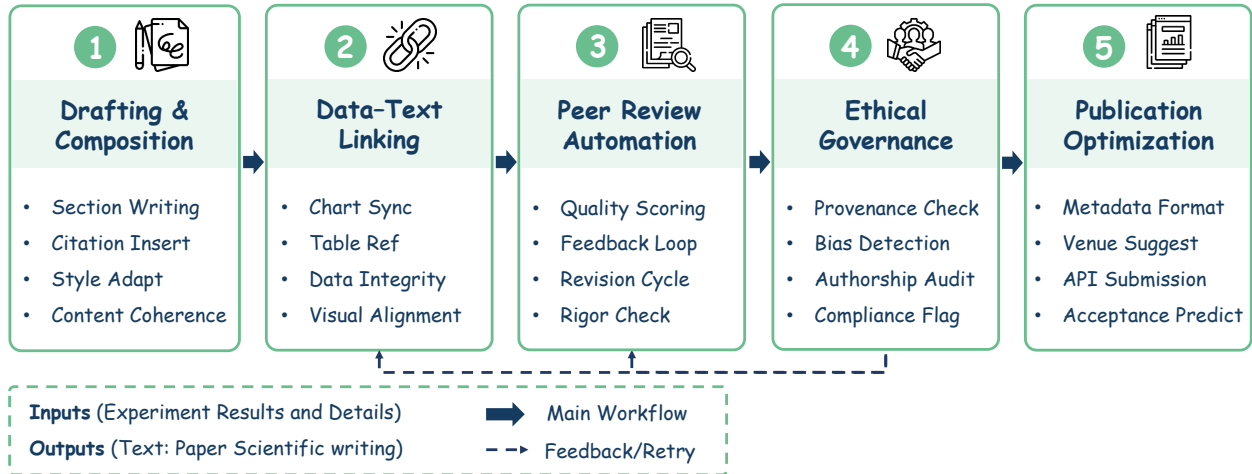 1
Drafting &
Composition
• Section Writing
• Citation Insert
• Style Adapt
• Content Coherence
2
Data–Text
Linking
• Chart Sync
• Table Ref
• Data Integrity
• Visual Alignment
3
Peer Review
Automation
• Quality Scoring
• Feedback Loop
• Revision Cycle
• Rigor Check
4
Ethical
Governance
• Provenance Check
• Bias Detection
• Authorship Audit
• Compliance Flag
5
Publication
Optimization
• Metadata Format
• Venue Suggest
• API Submission
• Acceptance Predict
Inputs (Experiment Results and Details)
Outputs (Text: Paper Scientific writing)
Main Workflow
Feedback/Retry